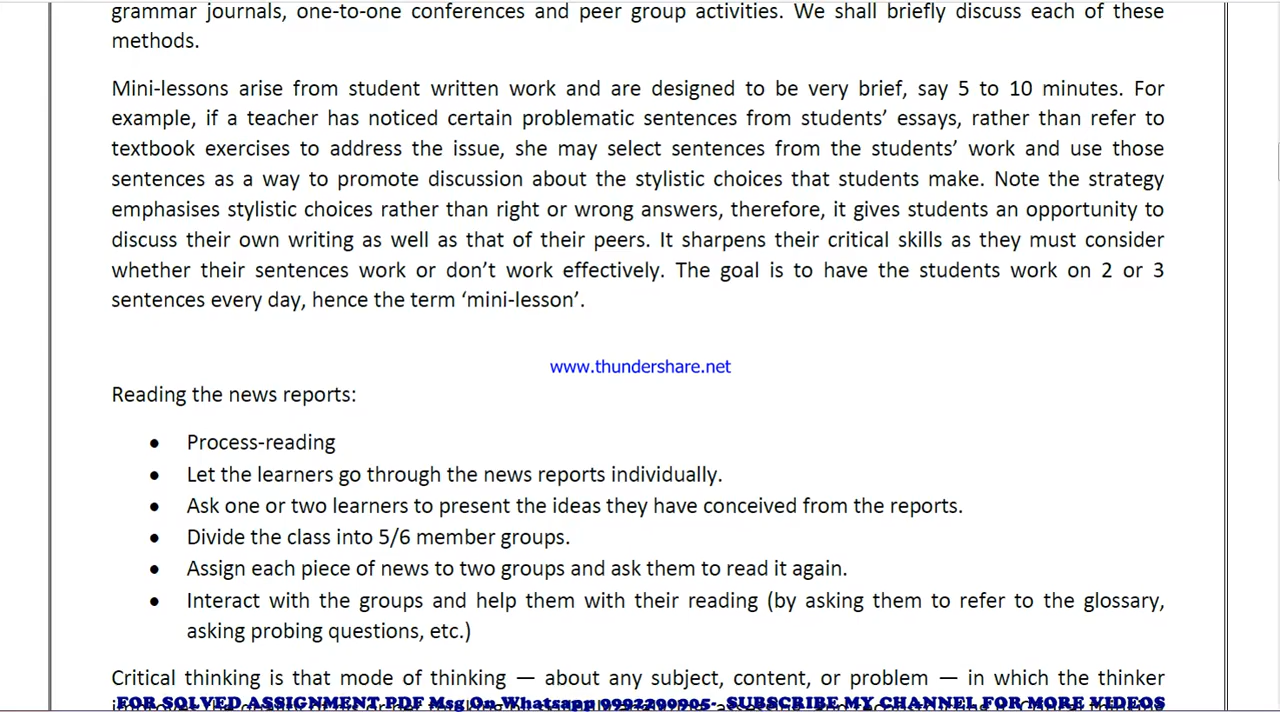 grammar journals, one-to-one conferences and peer group activities. We shall briefly discuss each of these
methods.
Mini-lessons arise from student written work and are designed to be very brief, say 5 to 10 minutes. For
example, if a teacher has noticed certain problematic sentences from students’ essays, rather than refer to
textbook exercises to address the issue, she may select sentences from the students’ work and use those
sentences as a way to promote discussion about the stylistic choices that students make. Note the strategy
emphasises stylistic choices rather than right or wrong answers, therefore, it gives students an opportunity to
discuss their own writing as well as that of their peers. It sharpens their critical skills as they must consider
whether their sentences work or don’t work effectively. The goal is to have the students work on 2 or 3
sentences every day, hence the term ‘mini-lesson’.
www.thundershare.net
Reading the news reports:
• Process-reading
• Let the learners go through the news reports individually.
• Ask one or two learners to present the ideas they have conceived from the reports.
• Divide the class into 5/6 member groups.
• Assign each piece of news to two groups and ask them to read it again.
• Interact with the groups and help them with their reading (by asking them to refer to the glossary,
asking probing questions, etc.)
Critical thinking is that mode of thinking — about any subject, content, or problem — in which the thinker
FOR SOLVED ASSIGNMENT PDF Msg On Whatsapp 9992299905- SUBSCRIBE MY CHANNEL FOR MORE VIDEOS